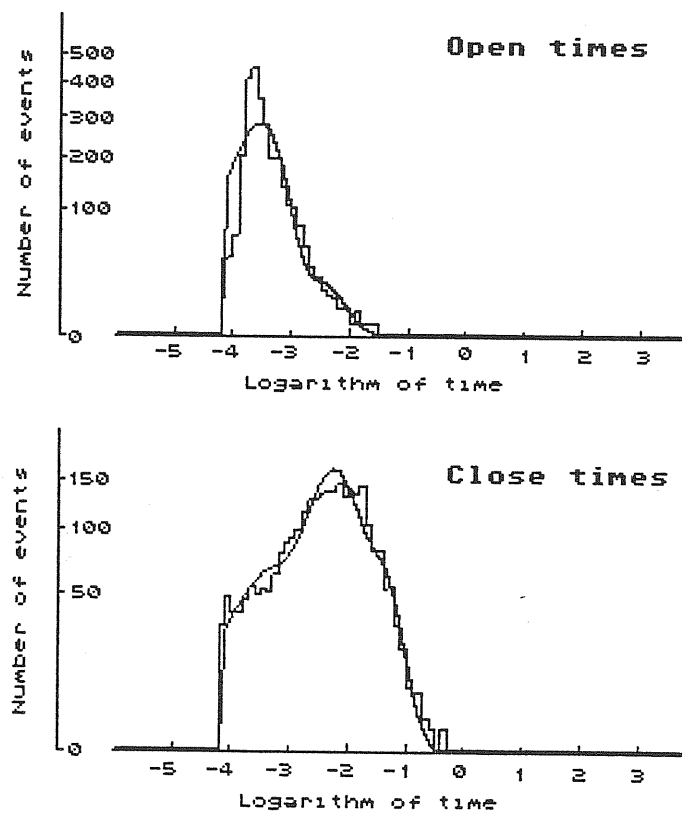 Open times
Number of events
500
400
300
200
100
0
-5 -4 -3 -2 -1 0 1 2 3
Logarithm of time
Close times
Number of events
150
100
50
0
-5 -4 -3 -2 -1 0 1 2 3
Logarithm of time